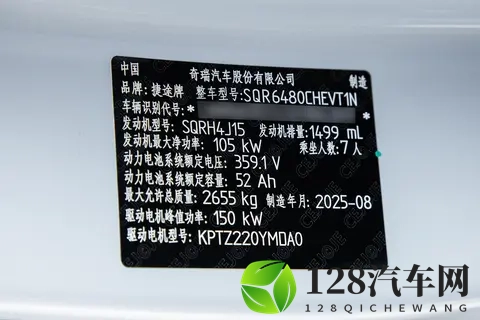 中国 奇瑞汽车股份有限公司 制造
品牌: 捷途牌 整车型号: SQR6480CHEVT1N
车辆识别代号: * *
发动机型号: SQRH4J15 发动机排量: 1499 mL
发动机最大净功率: 105 kW 乘坐人数: 7 人
动力电池系统额定电压: 359.1 V
动力电池系统额定容量: 52 Ah
最大允许总质量: 2655 kg 制造年月: 2025-08
驱动电机峰值功率: 150 kW
驱动电机型号: KPTZ220YMDA0
128汽车网
128QICHEWANG